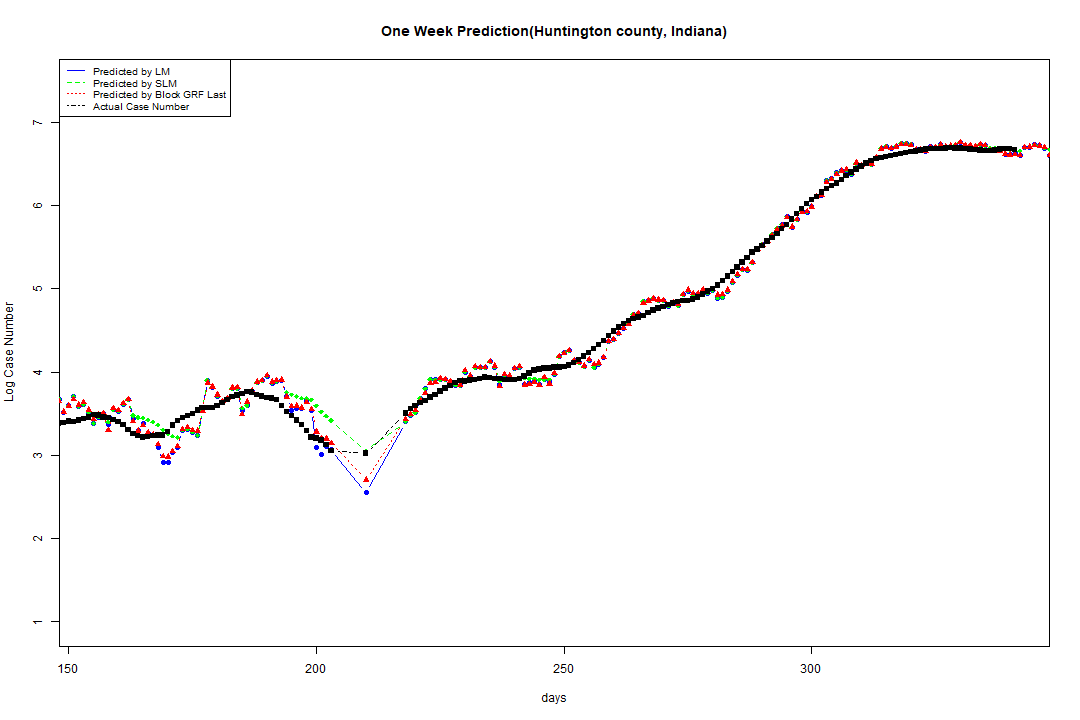 One Week Prediction(Huntington county, Indiana)
Predicted by LM
Predicted by SLM
Predicted by Block GRF Last
Actual Case Number
7
6
5
4
3
2
1
Log Case Number
150 200 250 300
days